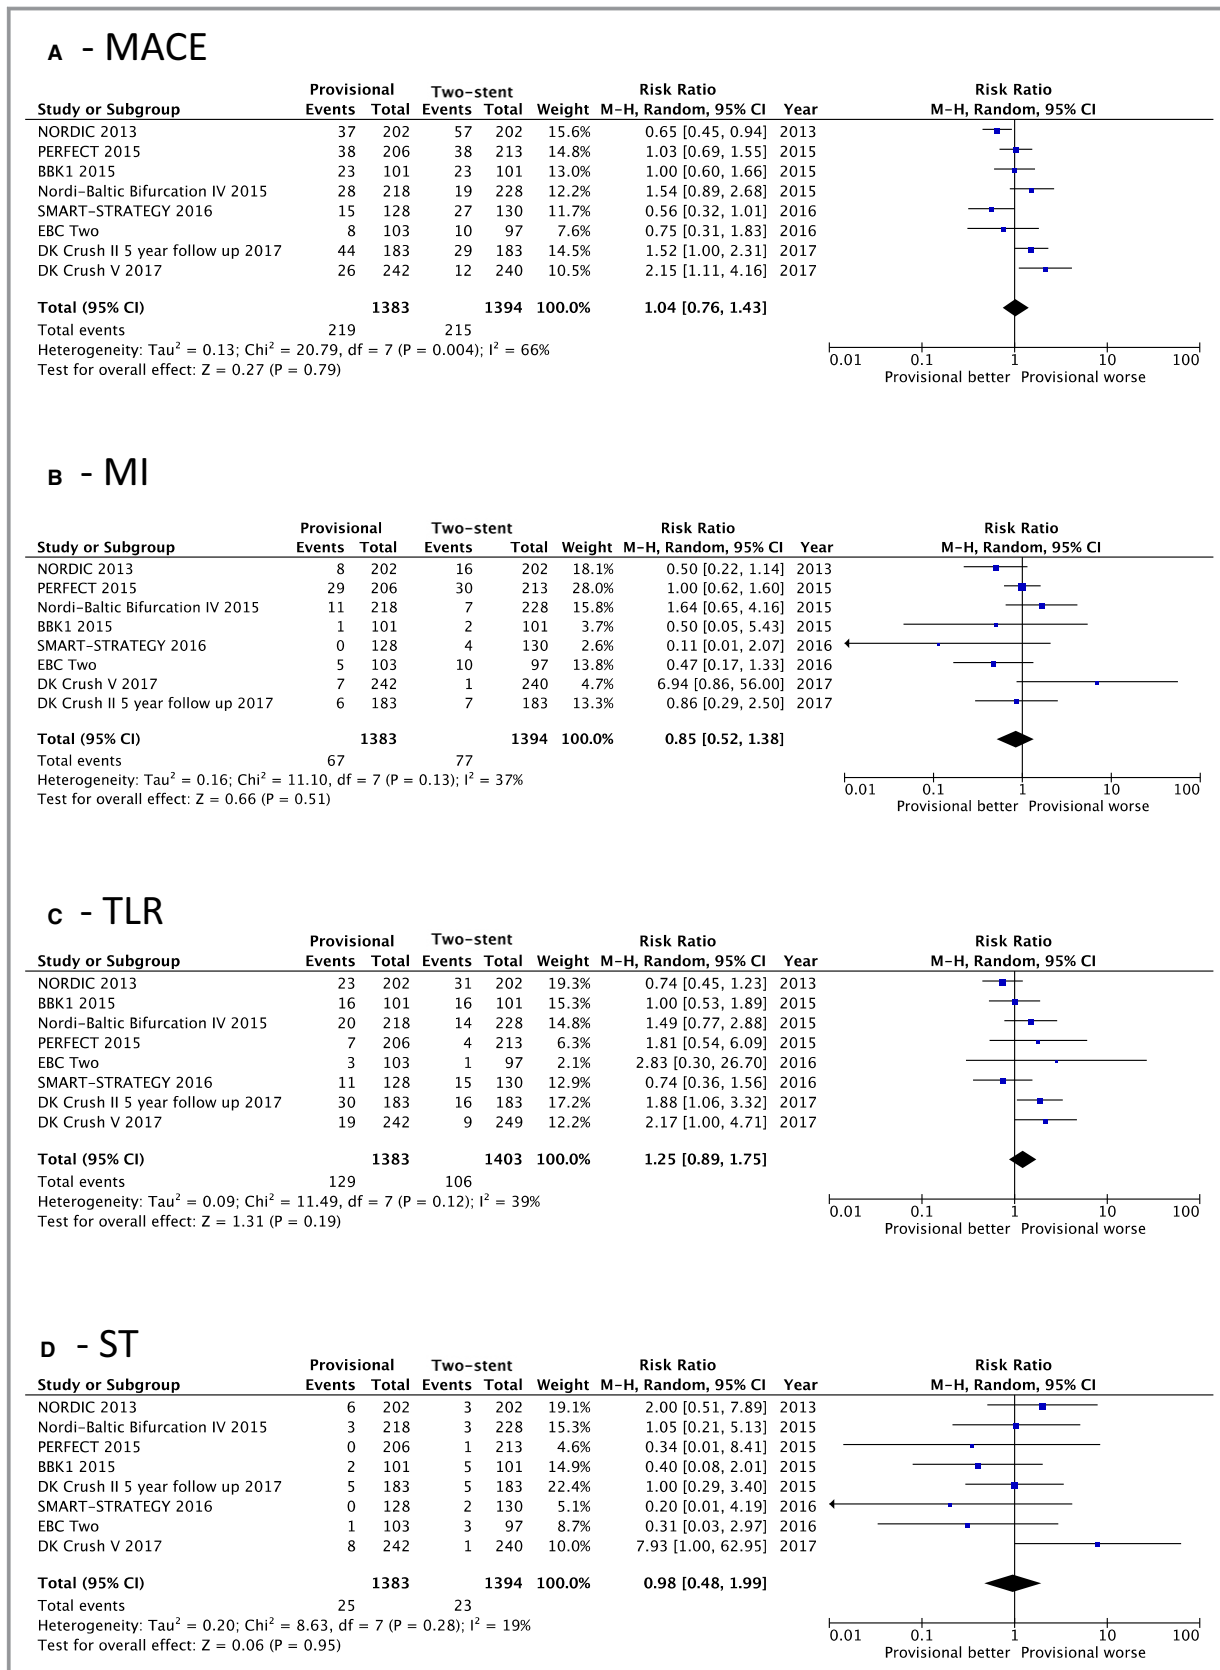 A - MACE
Provisional Two-stent Risk Ratio Risk Ratio
Study or Subgroup Events Total Events Total Weight M-H, Random, 95% CI Year M-H, Random, 95% CI
NORDIC 2013 37 202 57 202 15.6% 0.65 [0.45, 0.94] 2013
PERFECT 2015 38 206 38 213 14.8% 1.03 [0.69, 1.55] 2015
BBK1 2015 23 101 23 101 13.0% 1.00 [0.60, 1.66] 2015
Nordi-Baltic Bifurcation IV 2015 28 218 19 228 12.2% 1.54 [0.89, 2.68] 2015
SMART-STRATEGY 2016 15 128 27 130 11.7% 0.56 [0.32, 1.01] 2016
EBC Two 8 103 10 97 7.6% 0.75 [0.31, 1.83] 2016
DK Crush II 5 year follow up 2017 44 183 29 183 14.5% 1.52 [1.00, 2.31] 2017
DK Crush V 2017 26 242 12 240 10.5% 2.15 [1.11, 4.16] 2017
Total (95% CI) 1383 1394 100.0% 1.04 [0.76, 1.43]
Total events 219 215
Heterogeneity: Tau² = 0.13; Chi² = 20.79, df = 7 (P = 0.004); I² = 66%
Test for overall effect: Z = 0.27 (P = 0.79)
0.01 0.1 1 10 100
Provisional better Provisional worse
B - MI
Provisional Two-stent Risk Ratio Risk Ratio
Study or Subgroup Events Total Events Total Weight M-H, Random, 95% CI Year M-H, Random, 95% CI
NORDIC 2013 8 202 16 202 18.1% 0.50 [0.22, 1.14] 2013
PERFECT 2015 29 206 30 213 28.0% 1.00 [0.62, 1.60] 2015
Nordi-Baltic Bifurcation IV 2015 11 218 7 228 15.8% 1.64 [0.65, 4.16] 2015
BBK1 2015 1 101 2 101 3.7% 0.50 [0.05, 5.43] 2015
SMART-STRATEGY 2016 0 128 4 130 2.6% 0.11 [0.01, 2.07] 2016
EBC Two 5 103 10 97 13.8% 0.47 [0.17, 1.33] 2016
DK Crush V 2017 7 242 1 240 4.7% 6.94 [0.86, 56.00] 2017
DK Crush II 5 year follow up 2017 6 183 7 183 13.3% 0.86 [0.29, 2.50] 2017
Total (95% CI) 1383 1394 100.0% 0.85 [0.52, 1.38]
Total events 67 77
Heterogeneity: Tau² = 0.16; Chi² = 11.10, df = 7 (P = 0.13); I² = 37%
Test for overall effect: Z = 0.66 (P = 0.51)
0.01 0.1 1 10 100
Provisional better Provisional worse
C - TLR
Provisional Two-stent Risk Ratio Risk Ratio
Study or Subgroup Events Total Events Total Weight M-H, Random, 95% CI Year M-H, Random, 95% CI
NORDIC 2013 23 202 31 202 19.3% 0.74 [0.45, 1.23] 2013
BBK1 2015 16 101 16 101 15.3% 1.00 [0.53, 1.89] 2015
Nordi-Baltic Bifurcation IV 2015 20 218 14 228 14.8% 1.49 [0.77, 2.88] 2015
PERFECT 2015 7 206 4 213 6.3% 1.81 [0.54, 6.09] 2015
EBC Two 3 103 1 97 2.1% 2.83 [0.30, 26.70] 2016
SMART-STRATEGY 2016 11 128 15 130 12.9% 0.74 [0.36, 1.56] 2016
DK Crush II 5 year follow up 2017 30 183 16 183 17.2% 1.88 [1.06, 3.32] 2017
DK Crush V 2017 19 242 9 249 12.2% 2.17 [1.00, 4.71] 2017
Total (95% CI) 1383 1403 100.0% 1.25 [0.89, 1.75]
Total events 129 106
Heterogeneity: Tau² = 0.09; Chi² = 11.49, df = 7 (P = 0.12); I² = 39%
Test for overall effect: Z = 1.31 (P = 0.19)
0.01 0.1 1 10 100
Provisional better Provisional worse
D - ST
Provisional Two-stent Risk Ratio Risk Ratio
Study or Subgroup Events Total Events Total Weight M-H, Random, 95% CI Year M-H, Random, 95% CI
NORDIC 2013 6 202 3 202 19.1% 2.00 [0.51, 7.89] 2013
Nordi-Baltic Bifurcation IV 2015 3 218 3 228 15.3% 1.05 [0.21, 5.13] 2015
PERFECT 2015 0 206 1 213 4.6% 0.34 [0.01, 8.41] 2015
BBK1 2015 2 101 5 101 14.9% 0.40 [0.08, 2.01] 2015
DK Crush II 5 year follow up 2017 5 183 5 183 22.4% 1.00 [0.29, 3.40] 2017
SMART-STRATEGY 2016 0 128 2 130 5.1% 0.20 [0.01, 4.19] 2016
EBC Two 1 103 3 97 8.7% 0.31 [0.03, 2.97] 2016
DK Crush V 2017 8 242 1 240 10.0% 7.93 [1.00, 62.95] 2017
Total (95% CI) 1383 1394 100.0% 0.98 [0.48, 1.99]
Total events 25 23
Heterogeneity: Tau² = 0.20; Chi² = 8.63, df = 7 (P = 0.28); I² = 19%
Test for overall effect: Z = 0.06 (P = 0.95)
0.01 0.1 1 10 100
Provisional better Provisional worse